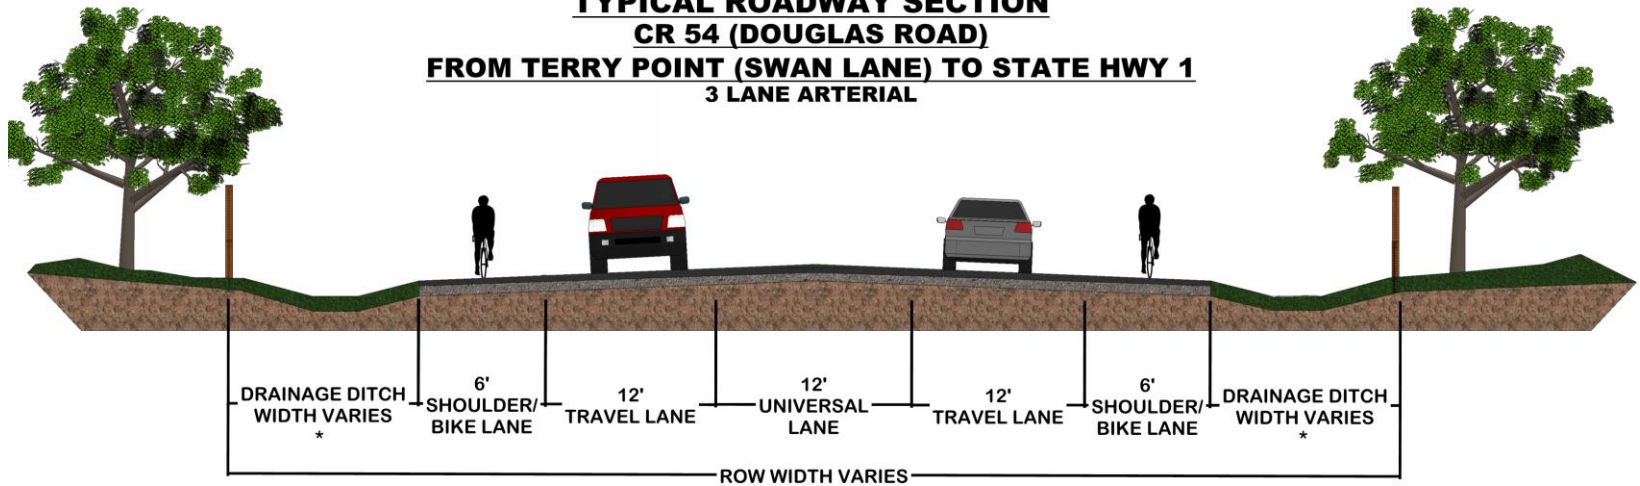 TYPICAL ROADWAY SECTION
CR 54 (DOUGLAS ROAD)
FROM TERRY POINT (SWAN LANE) TO STATE HWY 1
3 LANE ARTERIAL
DRAINAGE DITCH
WIDTH VARIES
*
6'
SHOULDER/
BIKE LANE
12'
TRAVEL LANE
12'
UNIVERSAL
LANE
12'
TRAVEL LANE
6'
SHOULDER/
BIKE LANE
DRAINAGE DITCH
WIDTH VARIES
*
ROW WIDTH VARIES